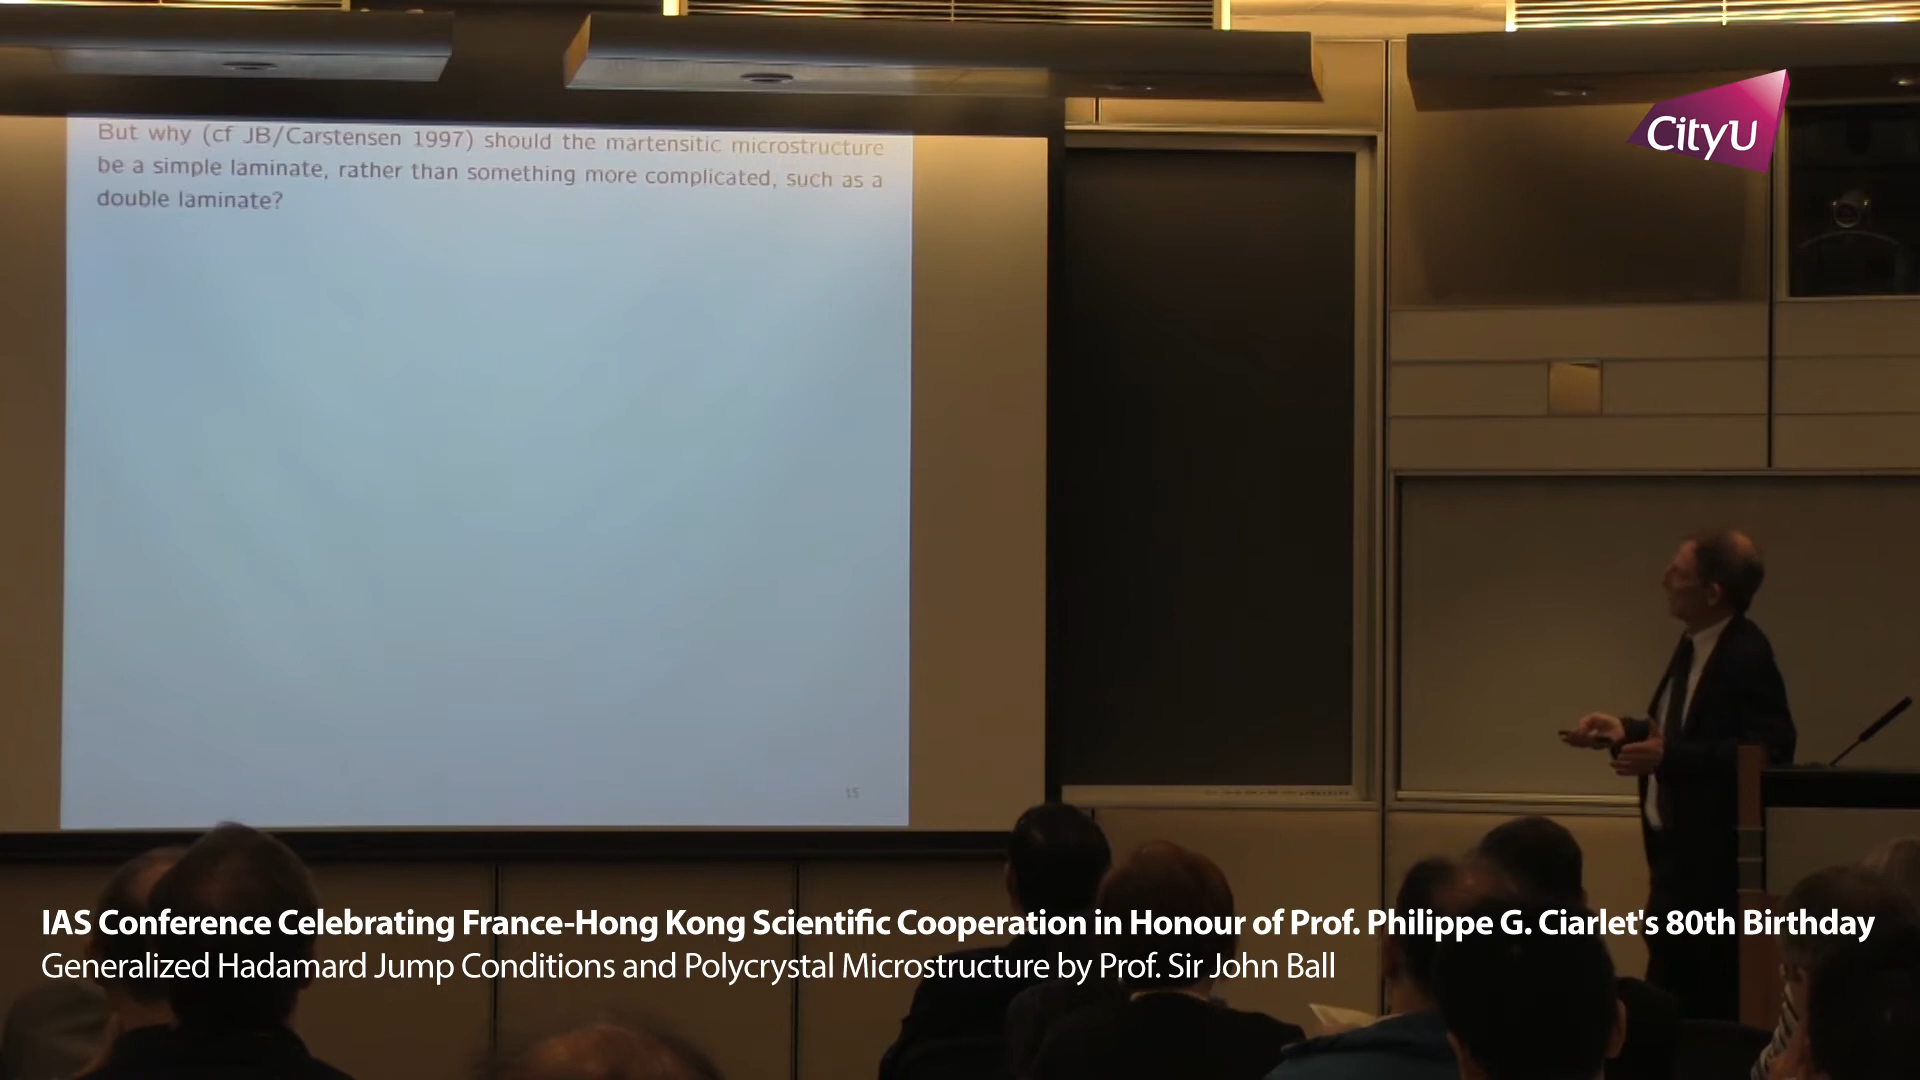 But why (cf JB/Carstensen 1997) should the martensitic microstructure
be a simple laminate, rather than something more complicated, such as a
double laminate?
15
CityU
IAS Conference Celebrating France-Hong Kong Scientific Cooperation in Honour of Prof. Philippe G. Ciarlet's 80th Birthday
Generalized Hadamard Jump Conditions and Polycrystal Microstructure by Prof. Sir John Ball